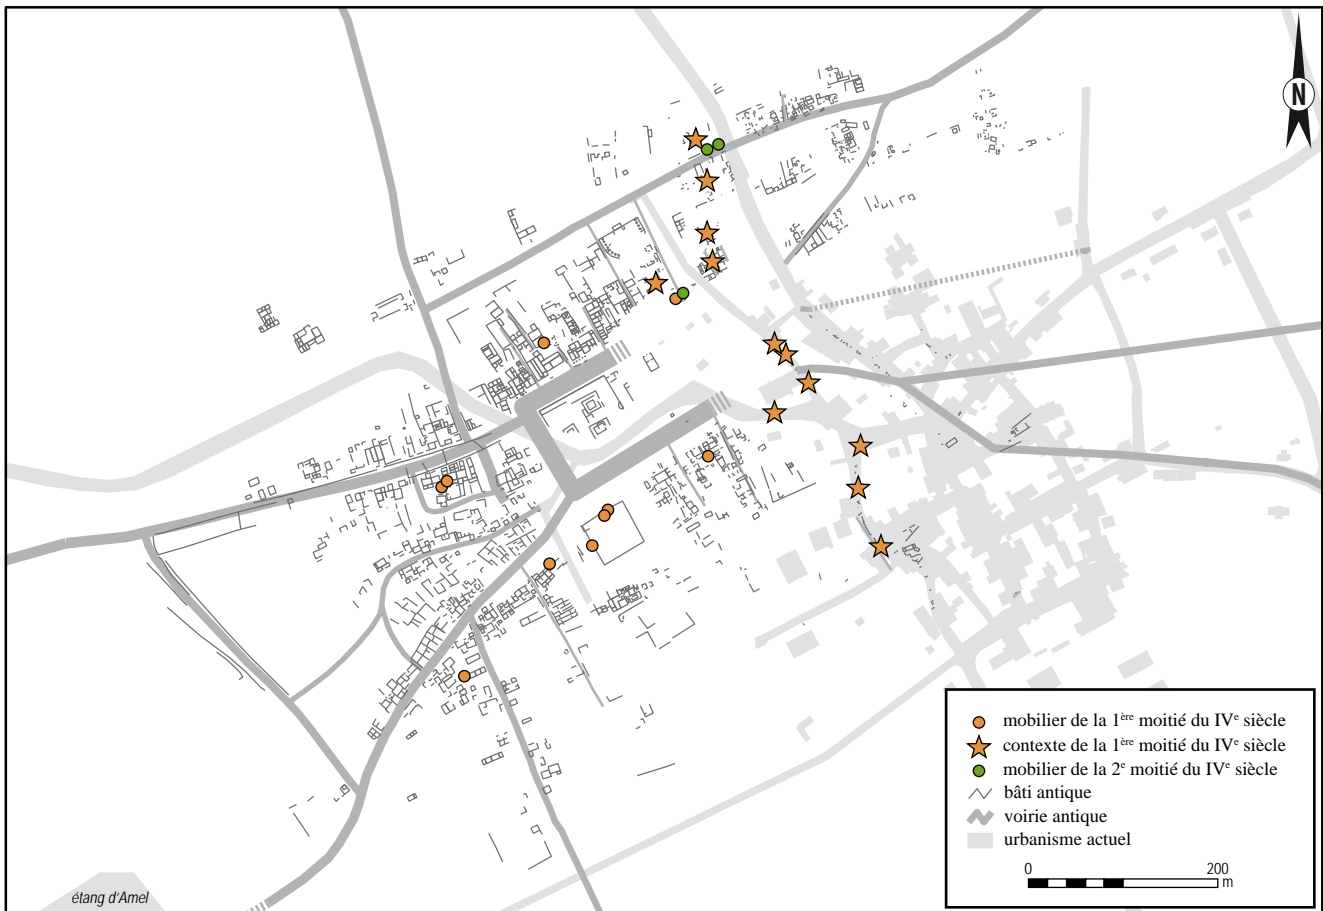 N
mobilier de la 1ère moitié du IVe siècle
contexte de la 1ère moitié du IVe siècle
mobilier de la 2e moitié du IVe siècle
bâti antique
voirie antique
urbanisme actuel
0 200
m
étang d'Amel